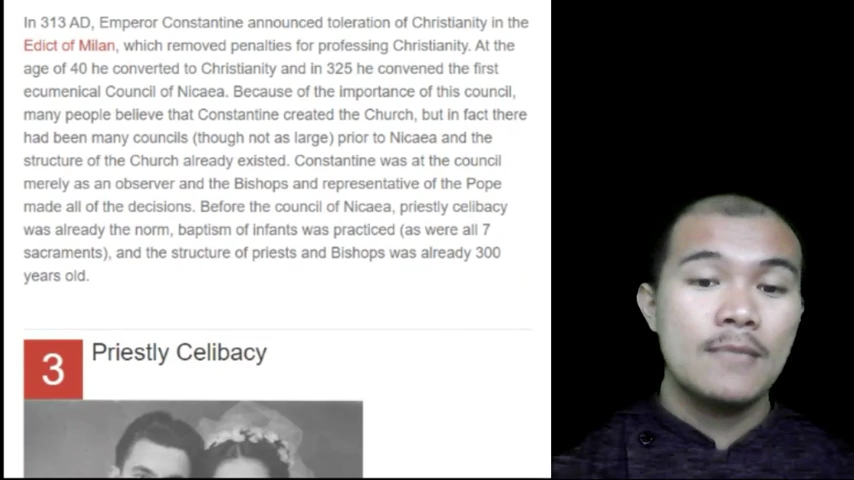 In 313 AD, Emperor Constantine announced toleration of Christianity in the
Edict of Milan, which removed penalties for professing Christianity. At the
age of 40 he converted to Christianity and in 325 he convened the first
ecumenical Council of Nicaea. Because of the importance of this council,
many people believe that Constantine created the Church, but in fact there
had been many councils (though not as large) prior to Nicaea and the
structure of the Church already existed. Constantine was at the council
merely as an observer and the Bishops and representative of the Pope
made all of the decisions. Before the council of Nicaea, priestly celibacy
was already the norm, baptism of infants was practiced (as were all 7
sacraments), and the structure of priests and Bishops was already 300
years old.
3 Priestly Celibacy